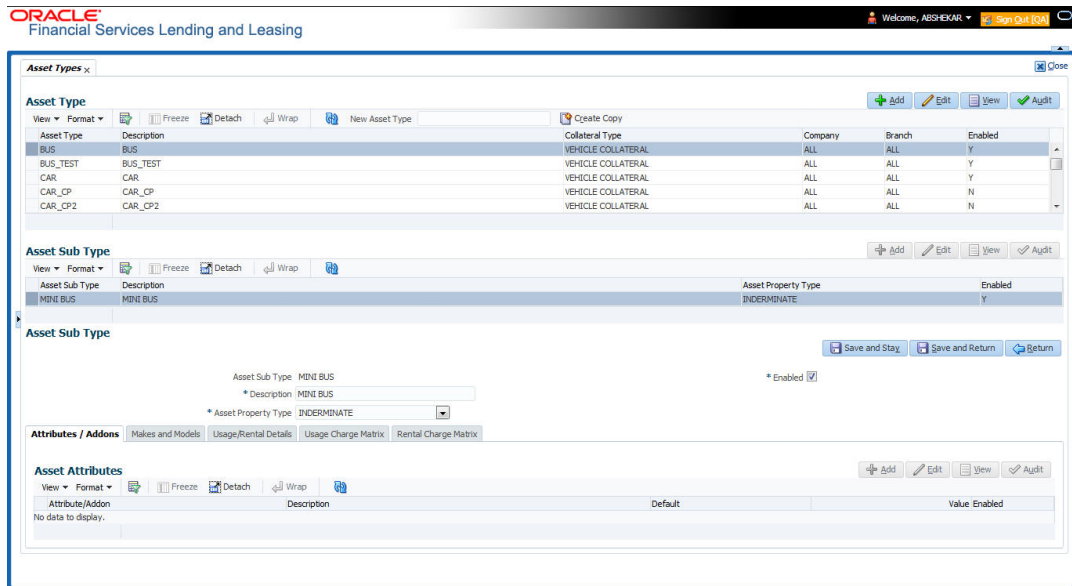 ORACLE
Financial Services Lending and Leasing
Welcome, ABSHEKAR Sign Out [QA]
Asset Types x
Close
Asset Type
Add Edit View Audit
View Format Freeze Detach Wrap New Asset Type Create Copy
Asset Type Description Collateral Type Company Branch Enabled
BUS BUS VEHICLE COLLATERAL ALL ALL Y
BUS_TEST BUS_TEST VEHICLE COLLATERAL ALL ALL Y
CAR CAR VEHICLE COLLATERAL ALL ALL Y
CAR_CP CAR_CP VEHICLE COLLATERAL ALL ALL N
CAR_CP2 CAR_CP2 VEHICLE COLLATERAL ALL ALL N
Asset Sub Type
Add Edit View Audit
View Format Freeze Detach Wrap
Asset Sub Type Description Asset Property Type Enabled
MINI BUS MINI BUS INDERMINATE Y
Asset Sub Type
Save and Stay Save and Return Return
Asset Sub Type MINI BUS * Enabled
* Description MINI BUS
* Asset Property Type INDERMINATE
Attributes / Addons Makes and Models Usage/Rental Details Usage Charge Matrix Rental Charge Matrix
Asset Attributes
Add Edit View Audit
View Format Freeze Detach Wrap
Attribute/Addon Description Default Value Enabled
No data to display.